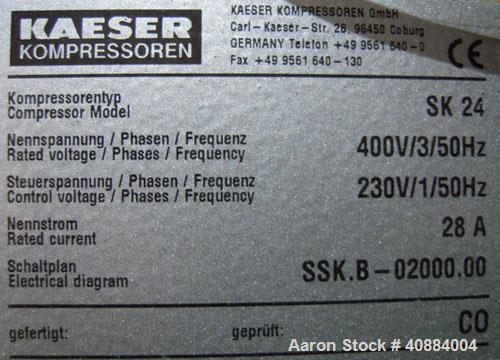 KAESER
KOMPRESSOREN
KAESER KOMPRESSOREN GmbH
Carl-Kaeser-Str. 26, 96450 Coburg
GERMANY Telefon +49 9561 640-0
Fax +49 9561 640-130
CE
Kompressorentyp
Compressor Model
SK 24
Nennspannung / Phasen / Frequenz
Rated voltage / Phases / Frequency
400V/3/50Hz
Steuerspannung / Phasen / Frequenz
Control voltage / Phases / Frequency
230V/1/50Hz
Nennstrom
Rated current
28 A
Schaltplan
Electrical diagram
SSK.B-02000.00
gefertigt:
geprüft:
CO
Aaron Stock # 40884004